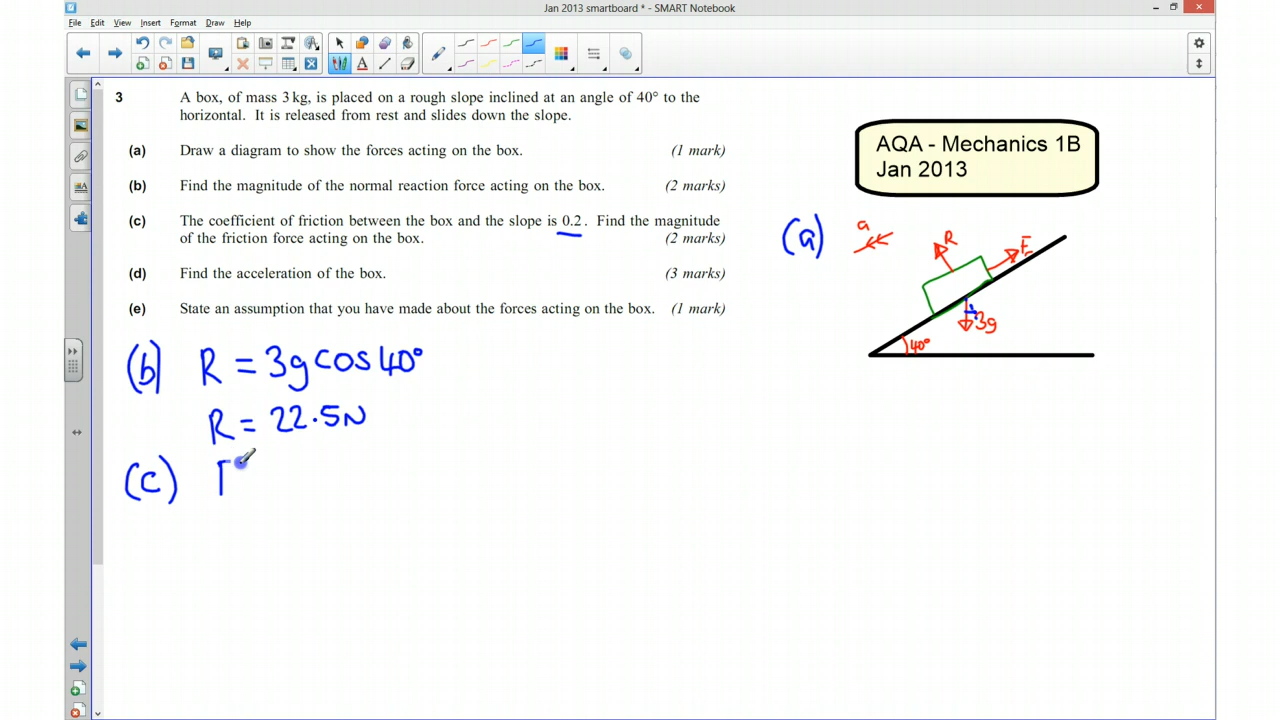 Jan 2013 smartboard * - SMART Notebook
File Edit View Insert Format Draw Help
3 A box, of mass 3 kg, is placed on a rough slope inclined at an angle of 40° to the
horizontal. It is released from rest and slides down the slope.
(a) Draw a diagram to show the forces acting on the box. (1 mark)
(b) Find the magnitude of the normal reaction force acting on the box. (2 marks)
(c) The coefficient of friction between the box and the slope is 0.2 . Find the magnitude
of the friction force acting on the box. (2 marks)
(d) Find the acceleration of the box. (3 marks)
(e) State an assumption that you have made about the forces acting on the box. (1 mark)
AQA - Mechanics 1B
Jan 2013
(a)
a
R
F
3g
40°
(b) R = 3g cos 40°
R = 22.5N
(c)